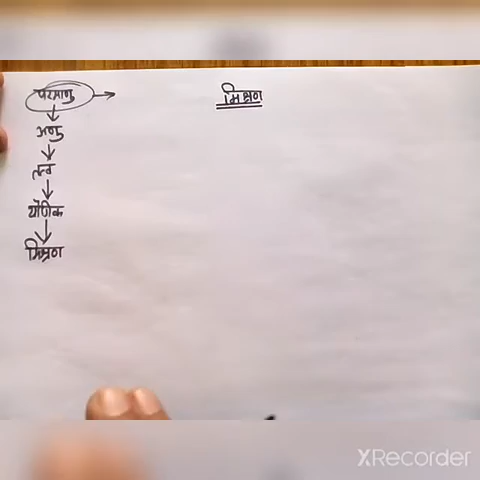 परमाणु →
मिश्रण
↓
अणु
↓
तत्व
↓
यौगिक
↓
मिश्रण
XRecorder